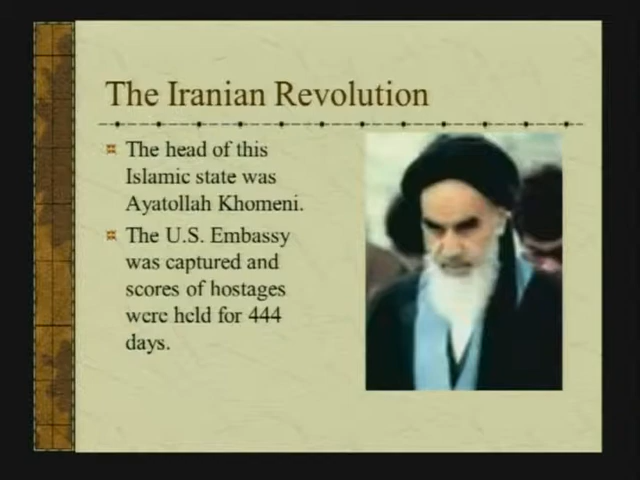 The Iranian Revolution
The head of this
Islamic state was
Ayatollah Khomeni.
The U.S. Embassy
was captured and
scores of hostages
were held for 444
days.